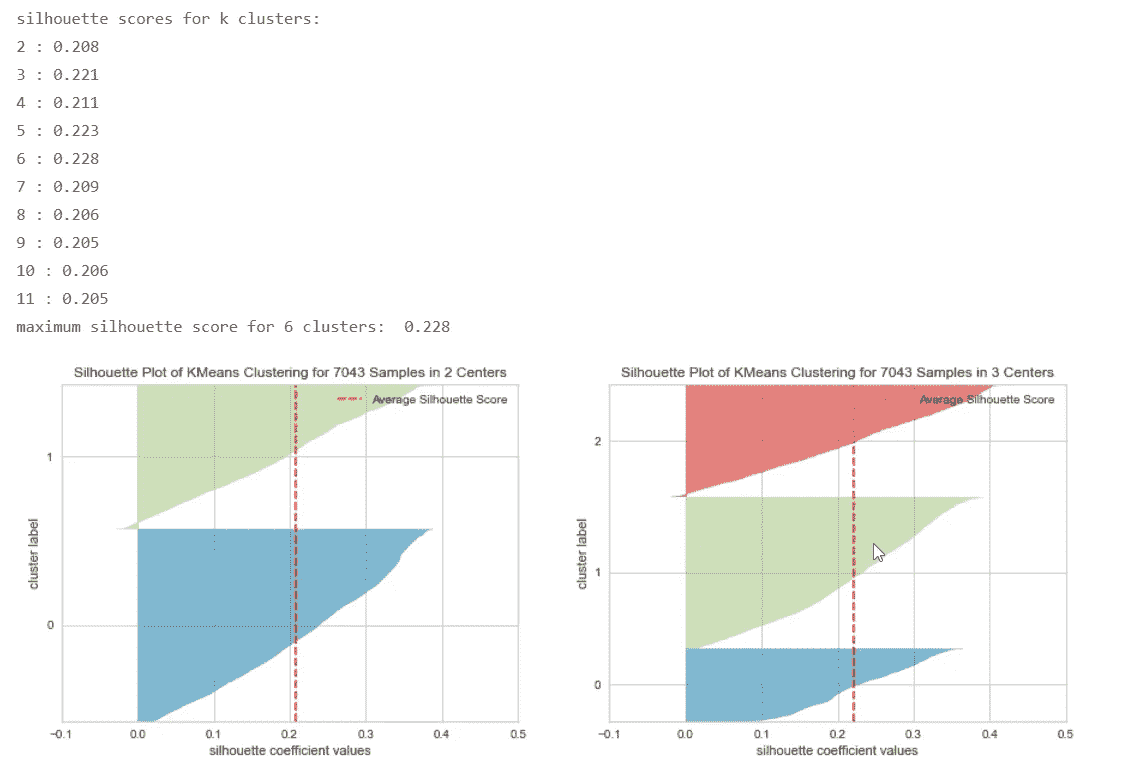 silhouette scores for k clusters:
2 : 0.208
3 : 0.221
4 : 0.211
5 : 0.223
6 : 0.228
7 : 0.209
8 : 0.206
9 : 0.205
10 : 0.206
11 : 0.205
maximum silhouette score for 6 clusters:  0.228
Silhouette Plot of KMeans Clustering for 7043 Samples in 2 Centers
Average Silhouette Score
1
0
cluster label
−0.1 0.0 0.1 0.2 0.3 0.4 0.5
silhouette coefficient values
Silhouette Plot of KMeans Clustering for 7043 Samples in 3 Centers
Average Silhouette Score
2
1
0
cluster label
−0.1 0.0 0.1 0.2 0.3 0.4 0.5
silhouette coefficient values